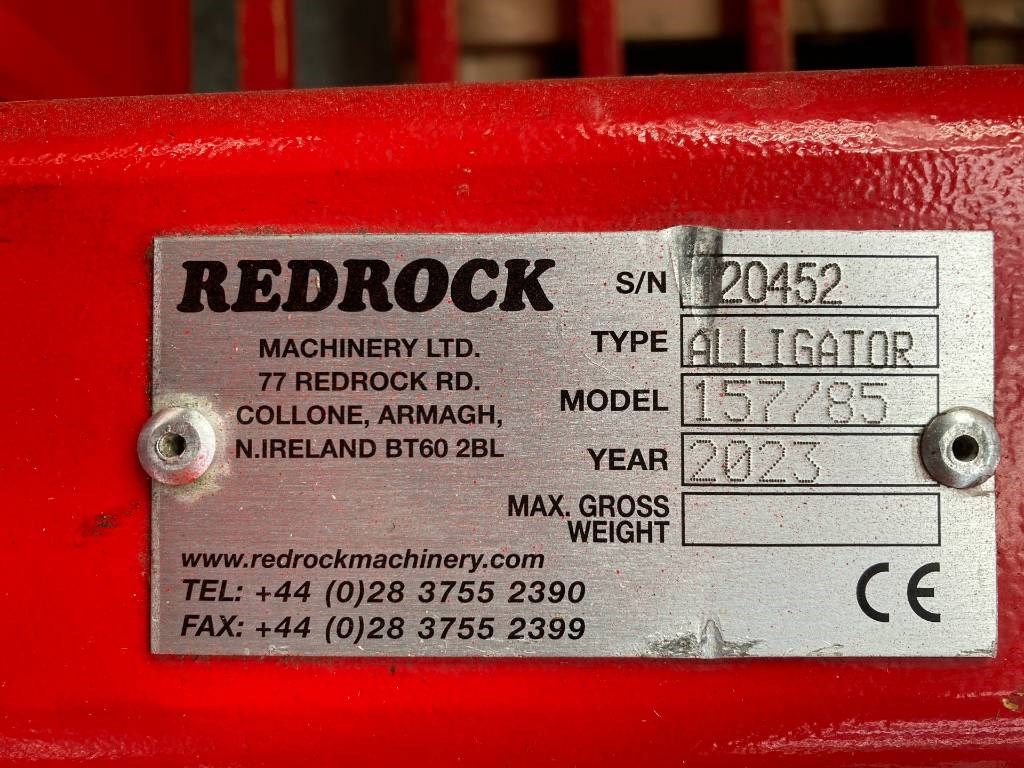 REDROCK
MACHINERY LTD.
77 REDROCK RD.
COLLONE, ARMAGH,
N.IRELAND BT60 2BL
S/N
TYPE ALLIGATOR
MODEL 157/85
YEAR 2023
MAX. GROSS
WEIGHT
www.redrockmachinery.com
TEL: +44 (0)28 3755 2390
FAX: +44 (0)28 3755 2399
CE